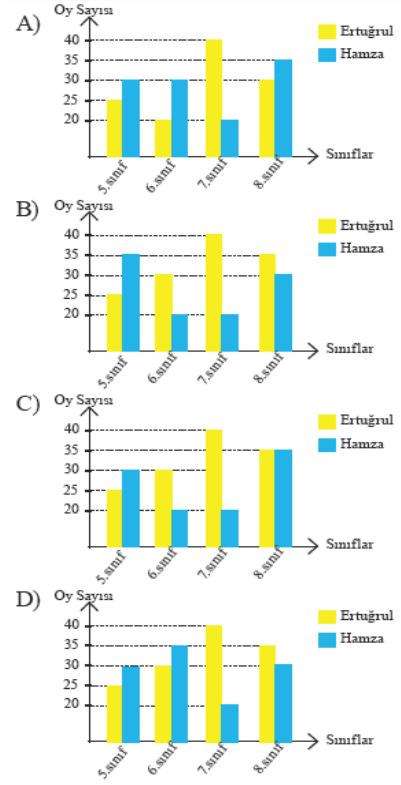 A) Oy Sayısı
40
35
30
25
20
5.sınıf 6.sınıf 7.sınıf 8.sınıf
Sınıflar
Ertuğrul
Hamza
B) Oy Sayısı
40
35
30
25
20
5.sınıf 6.sınıf 7.sınıf 8.sınıf
Sınıflar
Ertuğrul
Hamza
C) Oy Sayısı
40
35
30
25
20
5.sınıf 6.sınıf 7.sınıf 8.sınıf
Sınıflar
Ertuğrul
Hamza
D) Oy Sayısı
40
35
30
25
20
5.sınıf 6.sınıf 7.sınıf 8.sınıf
Sınıflar
Ertuğrul
Hamza